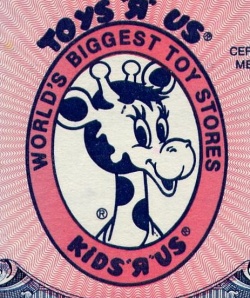 TOYS "Я" US®
WORLD'S BIGGEST TOY STORES
CER
ME
®
KIDS "Я" US®